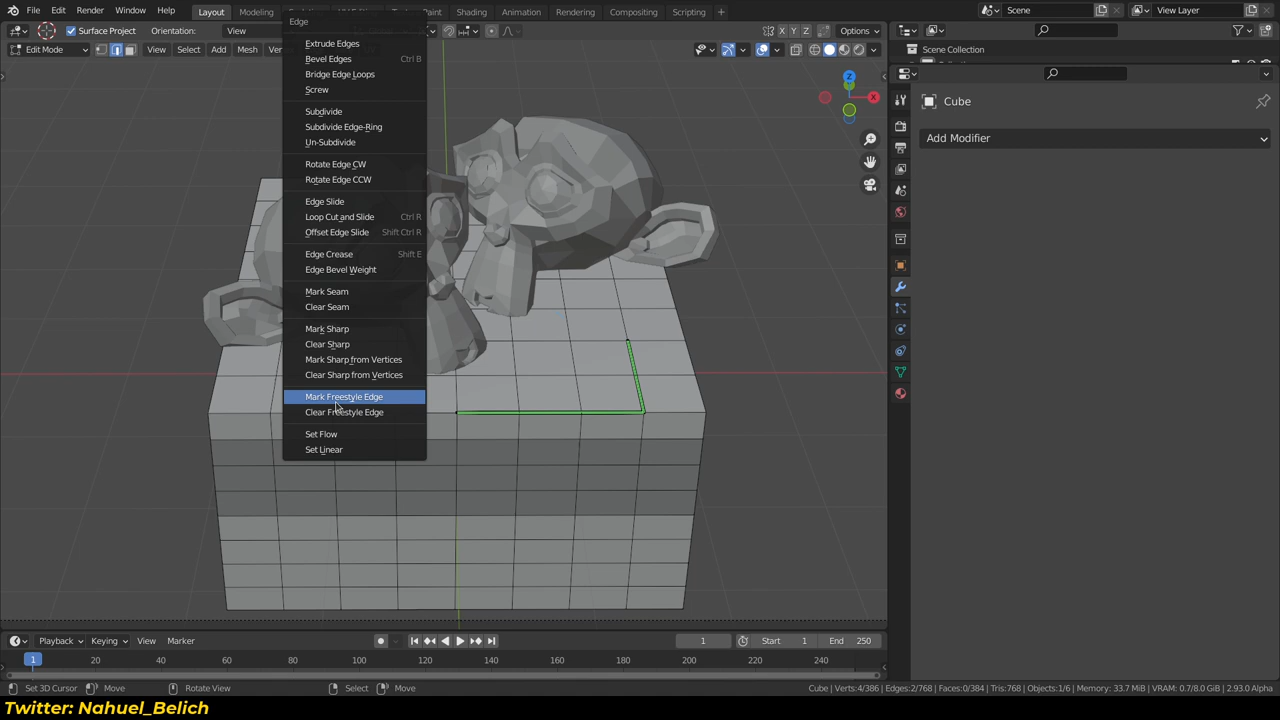 File Edit Render Window Help Layout Modeling Shading Animation Rendering Compositing Scripting Scene View Layer
Surface Project Orientation: View Options
Edit Mode View Select Add Mesh
Edge
Extrude Edges
Bevel Edges Ctrl B
Bridge Edge Loops
Screw
Subdivide
Subdivide Edge-Ring
Un-Subdivide
Rotate Edge CW
Rotate Edge CCW
Edge Slide
Loop Cut and Slide Ctrl R
Offset Edge Slide Shift Ctrl R
Edge Crease Shift E
Edge Bevel Weight
Mark Seam
Clear Seam
Mark Sharp
Clear Sharp
Mark Sharp from Vertices
Clear Sharp from Vertices
Mark Freestyle Edge
Clear Freestyle Edge
Set Flow
Set Linear
X Y Z
Z
X
Scene Collection
Cube
Add Modifier
Playback Keying View Marker 1 Start 1 End 250
1 20 40 60 80 100 120 140 160 180 200 220 240
Set 3D Cursor Move Rotate View Select Move Cube | Verts:4/386 | Edges:2/768 | Faces:0/384 | Tris:768 | Objects:1/6 | Memory: 33.7 MiB | VRAM: 0.7/8.0 GiB | 2.93.0 Alpha
Twitter: Nahuel_Belich